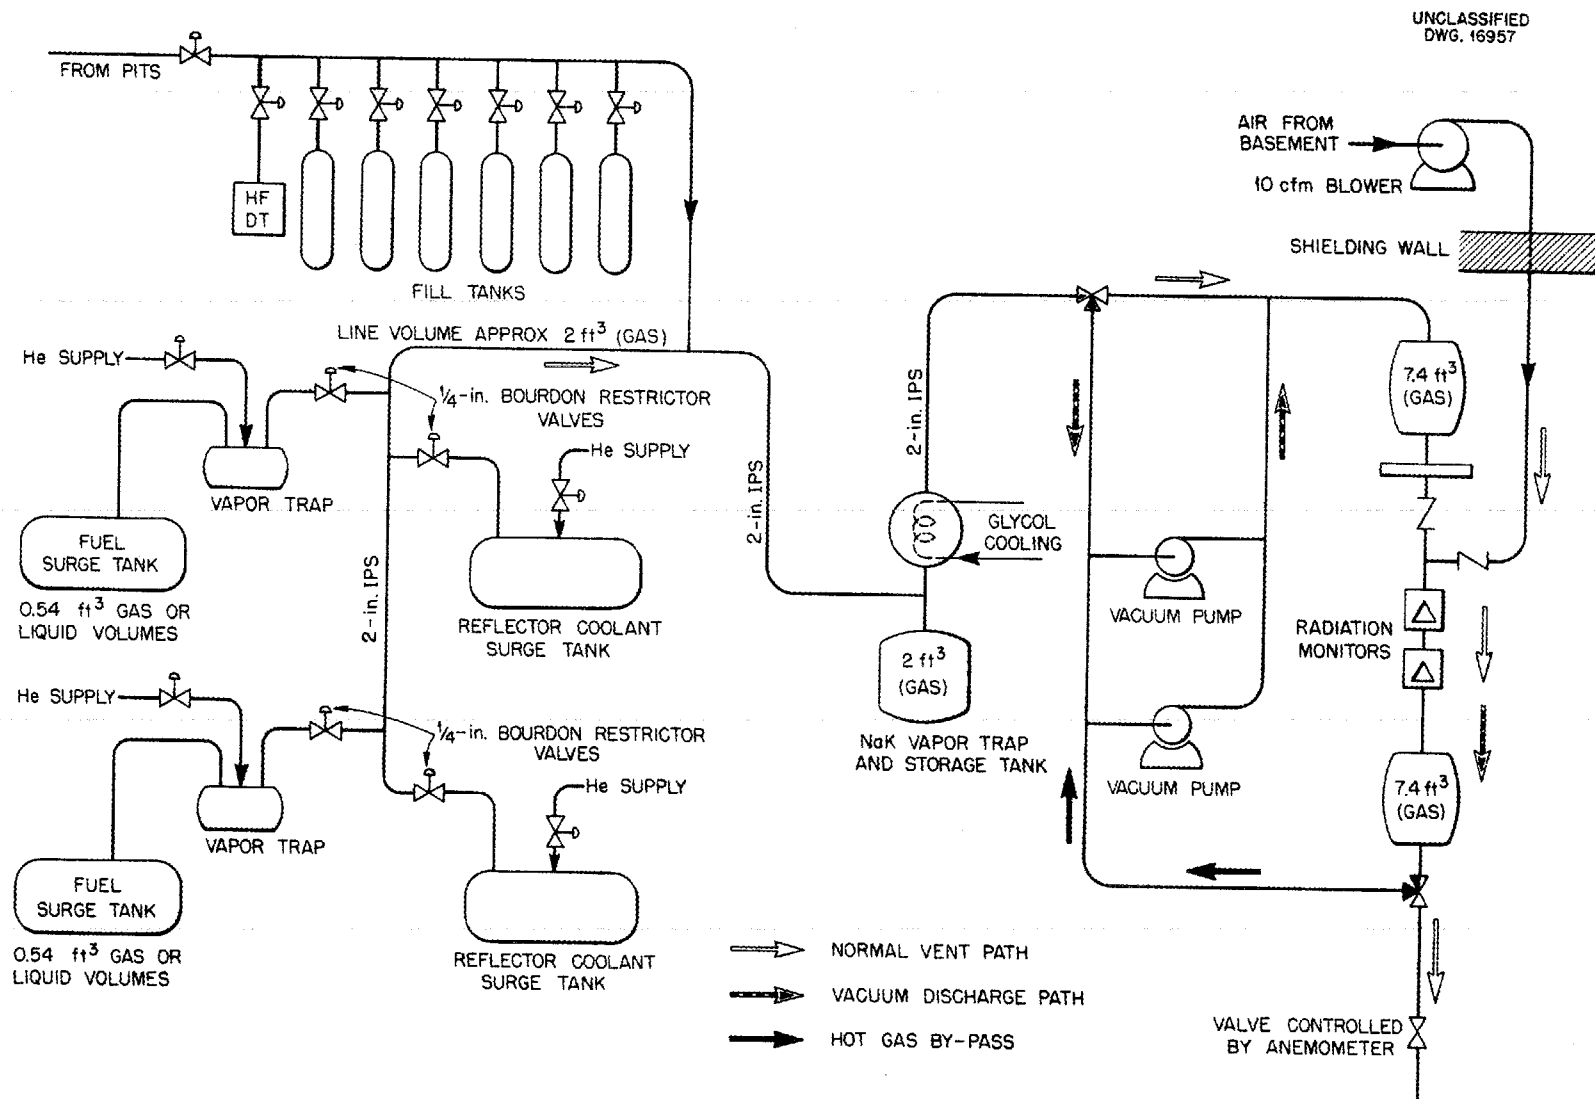 UNCLASSIFIED
DWG. 16957
FROM PITS
HF
DT
FILL TANKS
AIR FROM
BASEMENT
10 cfm BLOWER
SHIELDING WALL
LINE VOLUME APPROX 2 ft³ (GAS)
He SUPPLY
1/4-in. BOURDON RESTRICTOR
VALVES
He SUPPLY
VAPOR TRAP
FUEL
SURGE TANK
0.54 ft³ GAS OR
LIQUID VOLUMES
2-in. IPS
REFLECTOR COOLANT
SURGE TANK
2-in. IPS
2-in. IPS
GLYCOL
COOLING
7.4 ft³
(GAS)
VACUUM PUMP
RADIATION
MONITORS
2 ft³
(GAS)
NaK VAPOR TRAP
AND STORAGE TANK
VACUUM PUMP
7.4 ft³
(GAS)
He SUPPLY
1/4-in. BOURDON RESTRICTOR
VALVES
He SUPPLY
VAPOR TRAP
FUEL
SURGE TANK
0.54 ft³ GAS OR
LIQUID VOLUMES
REFLECTOR COOLANT
SURGE TANK
NORMAL VENT PATH
VACUUM DISCHARGE PATH
HOT GAS BY-PASS
VALVE CONTROLLED
BY ANEMOMETER